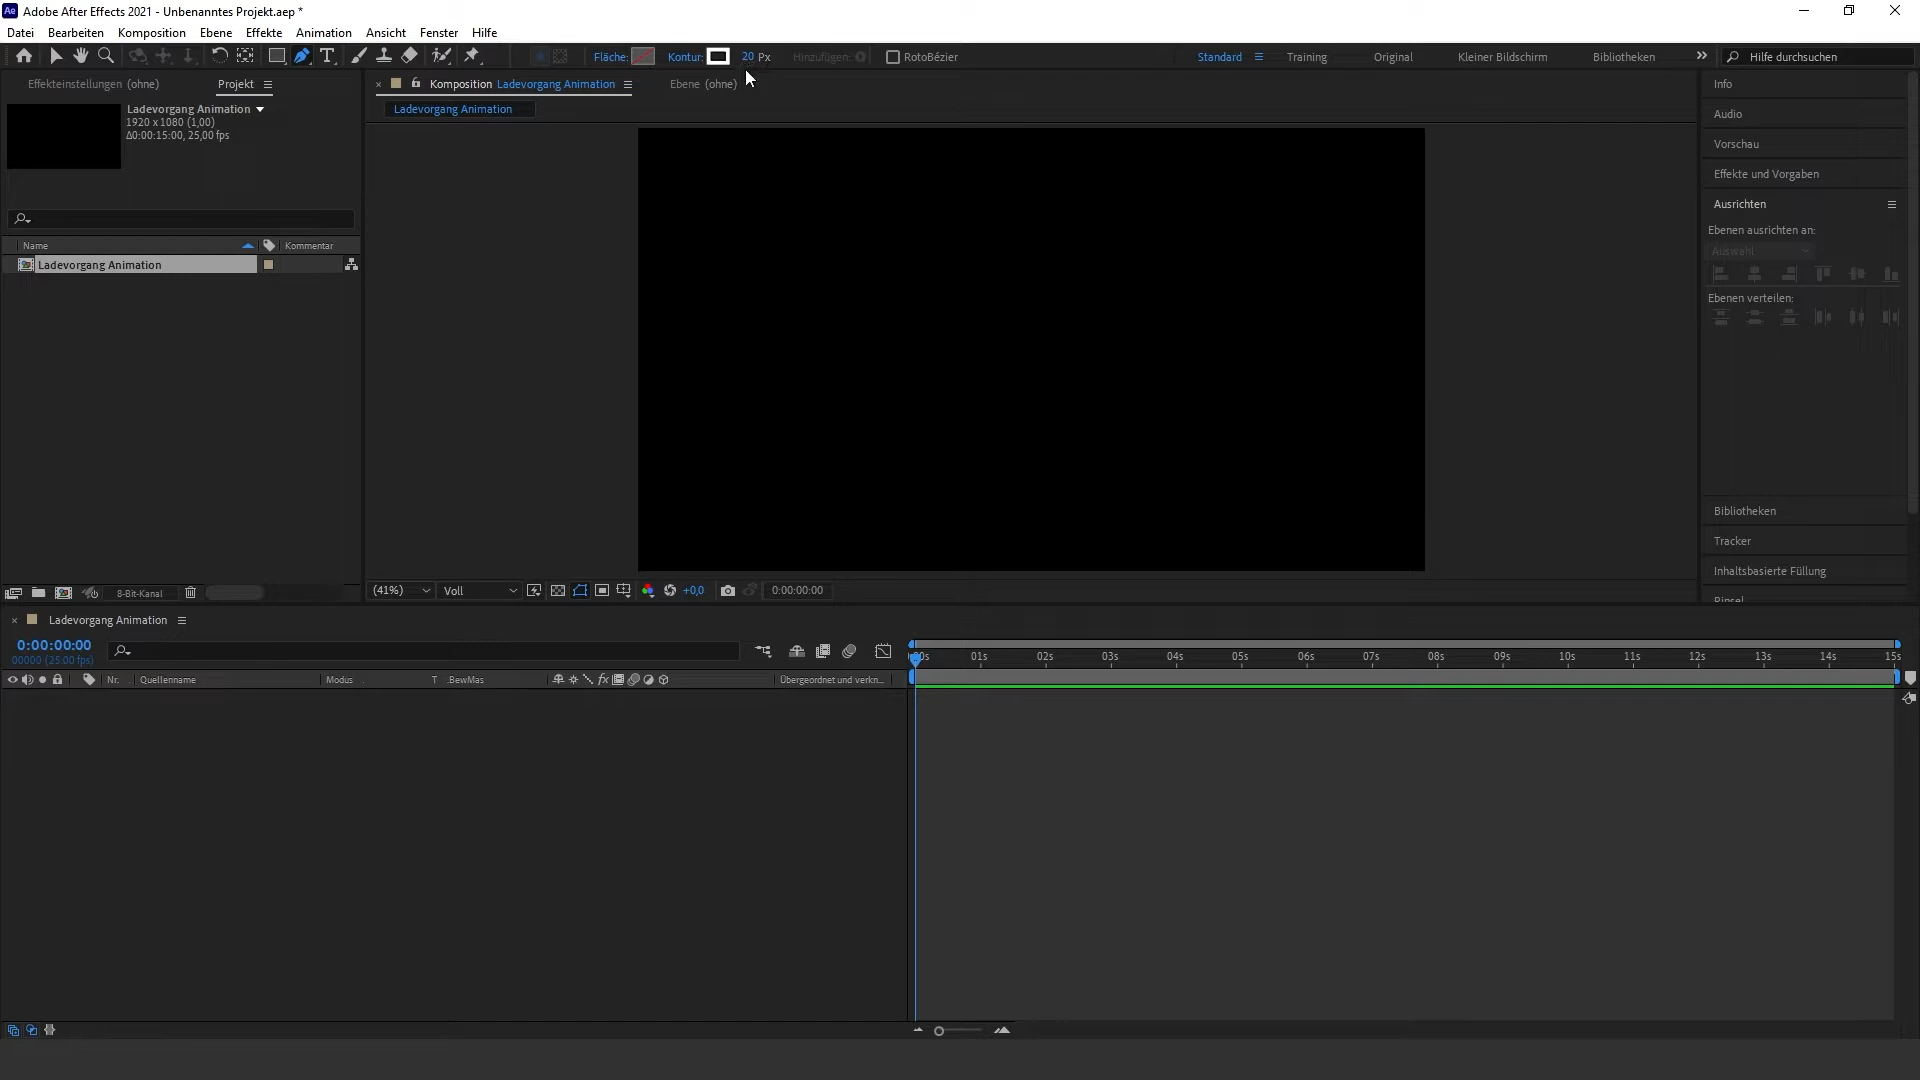 Adobe After Effects 2021 - Unbenanntes Projekt.aep *
Datei Bearbeiten Komposition Ebene Effekte Animation Ansicht Fenster Hilfe
Fläche: Kontur: 20 Px Hinzufügen: RotoBézier Standard Training Original Kleiner Bildschirm Bibliotheken Hilfe durchsuchen
Effekteinstellungen (ohne) Projekt
Komposition Ladevorgang Animation Ebene (ohne)
Ladevorgang Animation
Ladevorgang Animation
1920 x 1080 (1,00)
Δ0:00:15:00, 25,00 fps
Name Kommentar
Ladevorgang Animation
8-Bit-Kanal
(41%) Voll +0,0 0:00:00:00
Info
Audio
Vorschau
Effekte und Vorgaben
Ausrichten
Ebenen ausrichten an:
Auswahl
Ebenen verteilen:
Bibliotheken
Tracker
Inhaltsbasierte Füllung
Pinsel
Ladevorgang Animation
0:00:00:00
00000 (25.00 fps)
Nr. Quellenname Modus T .BewMas Übergeordnet und verkn...
:00s 01s 02s 03s 04s 05s 06s 07s 08s 09s 10s 11s 12s 13s 14s 15s